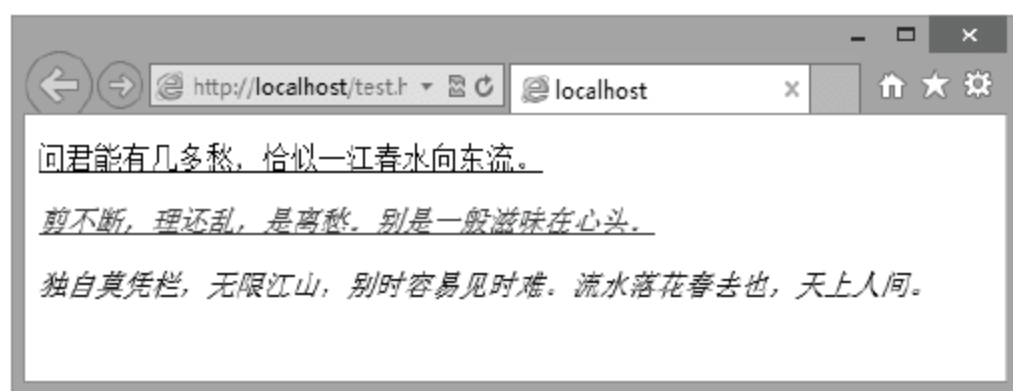 http://localhost/test.h
localhost
问君能有几多愁，恰似一江春水向东流。
剪不断，理还乱，是离愁。别是一般滋味在心头。
独自莫凭栏，无限江山，别时容易见时难。流水落花春去也，天上人间。